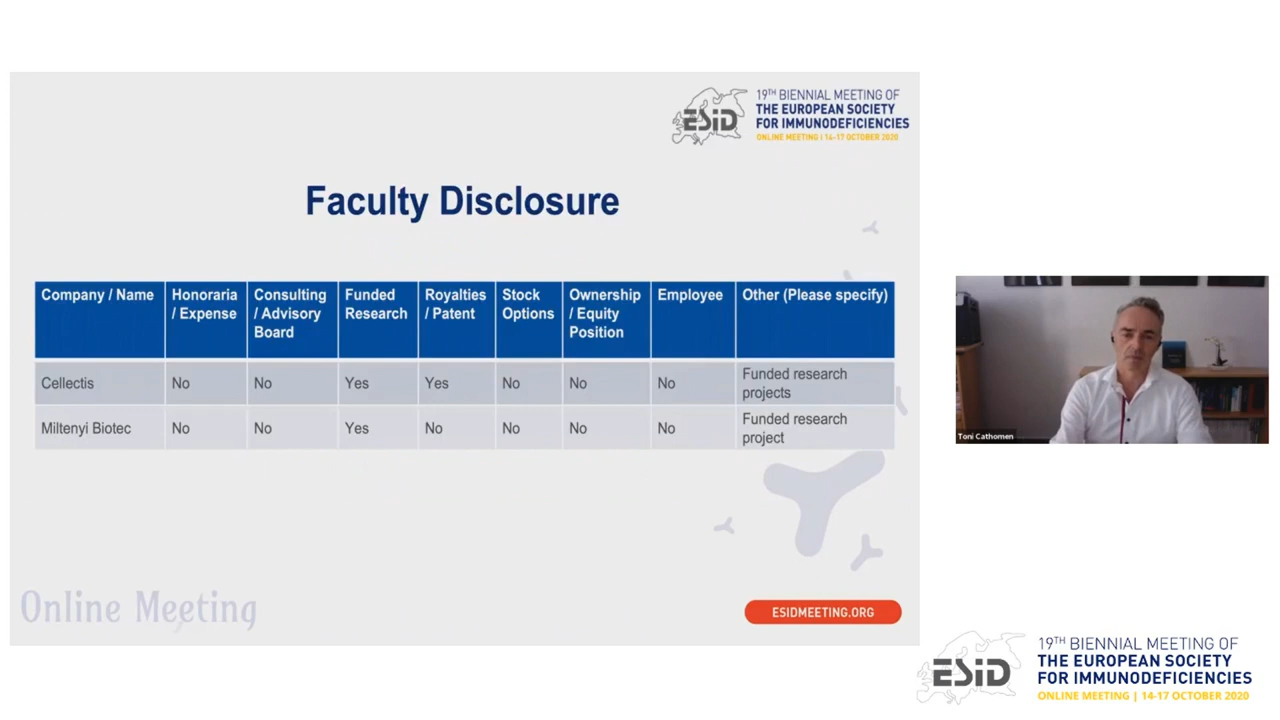 ESID
19TH BIENNIAL MEETING OF
THE EUROPEAN SOCIETY
FOR IMMUNODEFICIENCIES
ONLINE MEETING | 14-17 OCTOBER 2020
Faculty Disclosure
Company / Name Honoraria / Expense Consulting / Advisory Board Funded Research Royalties / Patent Stock Options Ownership / Equity Position Employee Other (Please specify)
Cellectis No No Yes Yes No No No Funded research projects
Miltenyi Biotec No No Yes No No No No Funded research project
Online Meeting
ESIDMEETING.ORG
Toni Cathomen
ESID
19TH BIENNIAL MEETING OF
THE EUROPEAN SOCIETY
FOR IMMUNODEFICIENCIES
ONLINE MEETING | 14-17 OCTOBER 2020